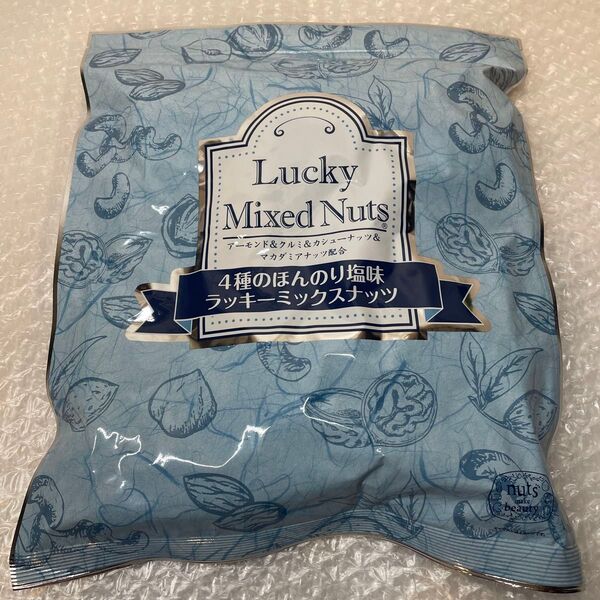 Lucky
Mixed Nuts®
アーモンド&クルミ&カシューナッツ&
マカダミアナッツ配合
4種のほんのり塩味
ラッキーミックスナッツ
nuts
make
beauty